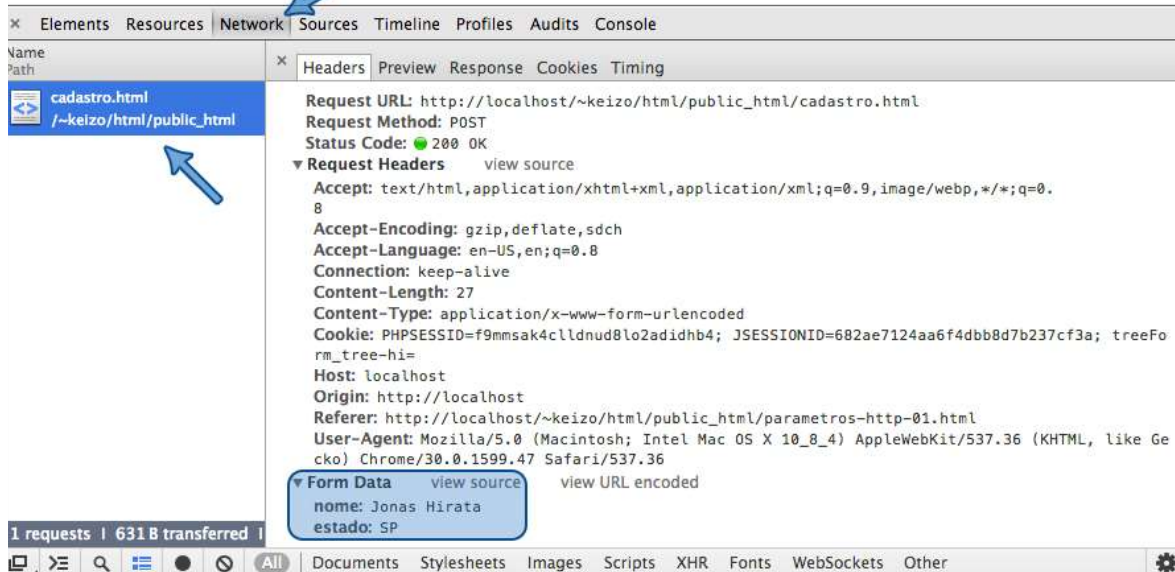 × Elements Resources Network Sources Timeline Profiles Audits Console
Name
Path
× Headers Preview Response Cookies Timing
cadastro.html
/~keizo/html/public_html
Request URL: http://localhost/~keizo/html/public_html/cadastro.html
Request Method: POST
Status Code: 200 OK
▼ Request Headers view source
Accept: text/html,application/xhtml+xml,application/xml;q=0.9,image/webp,*/*;q=0.
8
Accept-Encoding: gzip,deflate,sdch
Accept-Language: en-US,en;q=0.8
Connection: keep-alive
Content-Length: 27
Content-Type: application/x-www-form-urlencoded
Cookie: PHPSESSID=f9mmsak4clldnud8lo2adidhb4; JSESSIONID=682ae7124aa6f4dbb8d7b237cf3a; treeFo
rm_tree-hi=
Host: localhost
Origin: http://localhost
Referer: http://localhost/~keizo/html/public_html/parametros-http-01.html
User-Agent: Mozilla/5.0 (Macintosh; Intel Mac OS X 10_8_4) AppleWebKit/537.36 (KHTML, like Ge
cko) Chrome/30.0.1599.47 Safari/537.36
▼ Form Data view source view URL encoded
nome: Jonas Hirata
estado: SP
1 requests | 631 B transferred |
All Documents Stylesheets Images Scripts XHR Fonts WebSockets Other